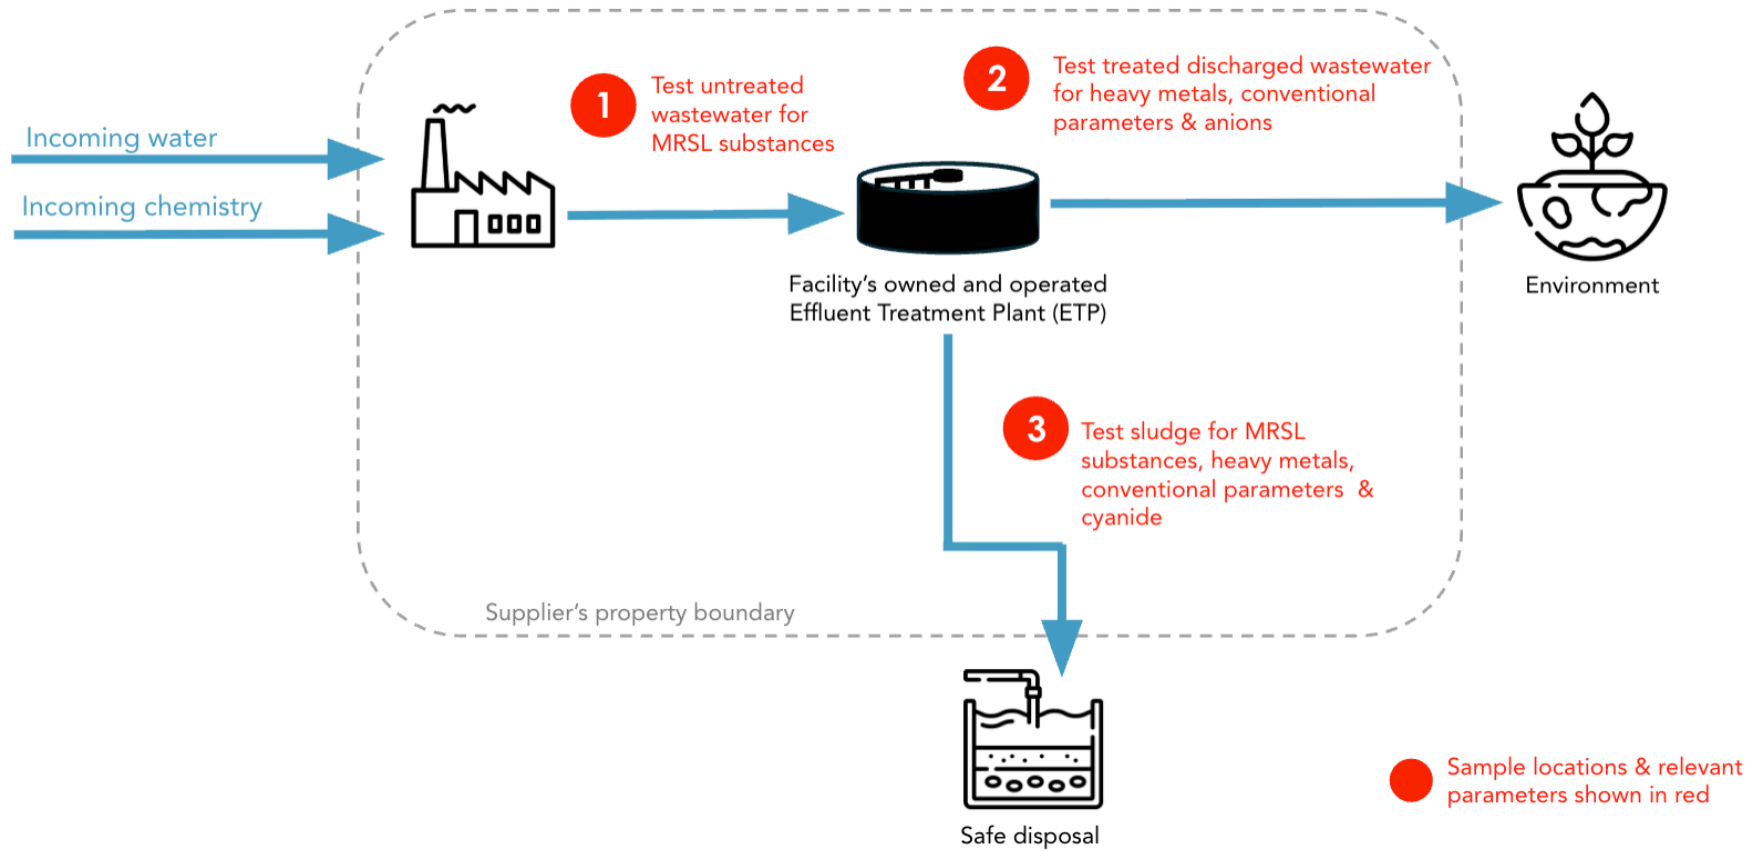 Incoming water
Incoming chemistry
1
Test untreated
wastewater for
MRSL substances
2
Test treated discharged wastewater
for heavy metals, conventional
parameters & anions
Facility's owned and operated
Effluent Treatment Plant (ETP)
Environment
3
Test sludge for MRSL
substances, heavy metals,
conventional parameters  &
cyanide
Supplier's property boundary
Safe disposal
Sample locations & relevant
parameters shown in red